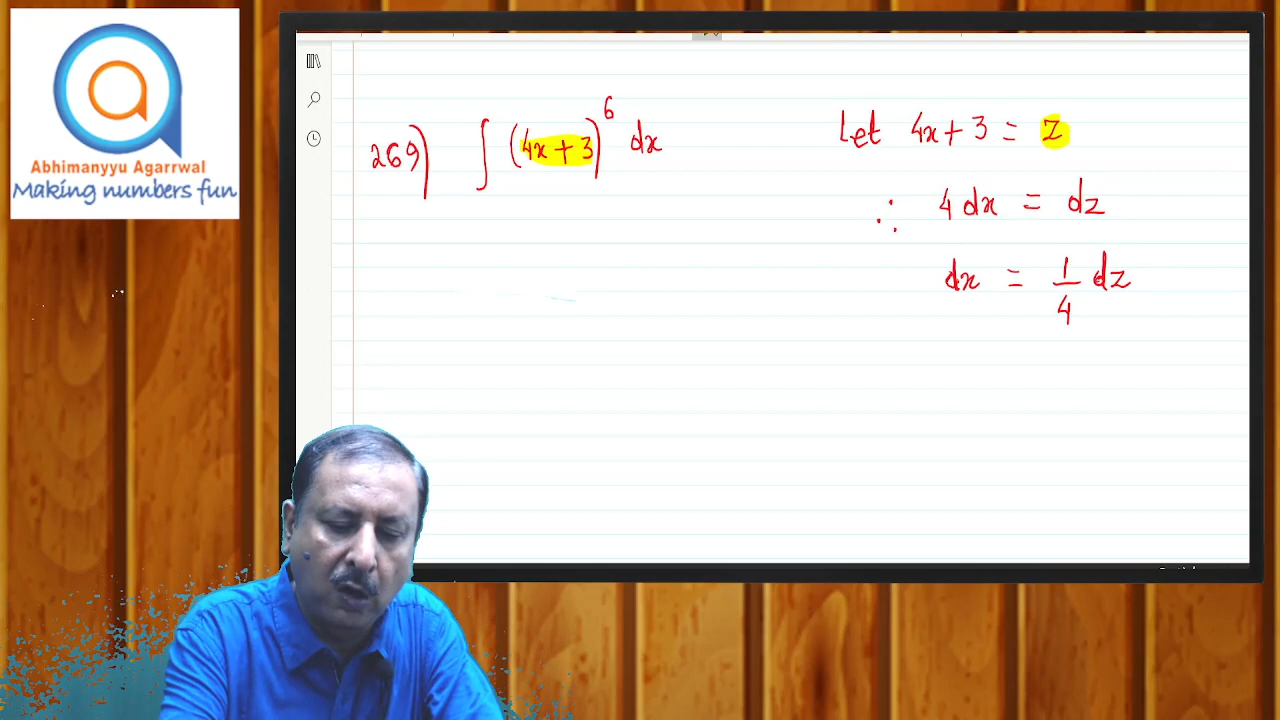 Abhimanyyu Agarrwal
Making numbers fun
269) ∫ (4x + 3)^6 dx
Let 4x + 3 = z
∴ 4 dx = dz
dx = 1/4 dz